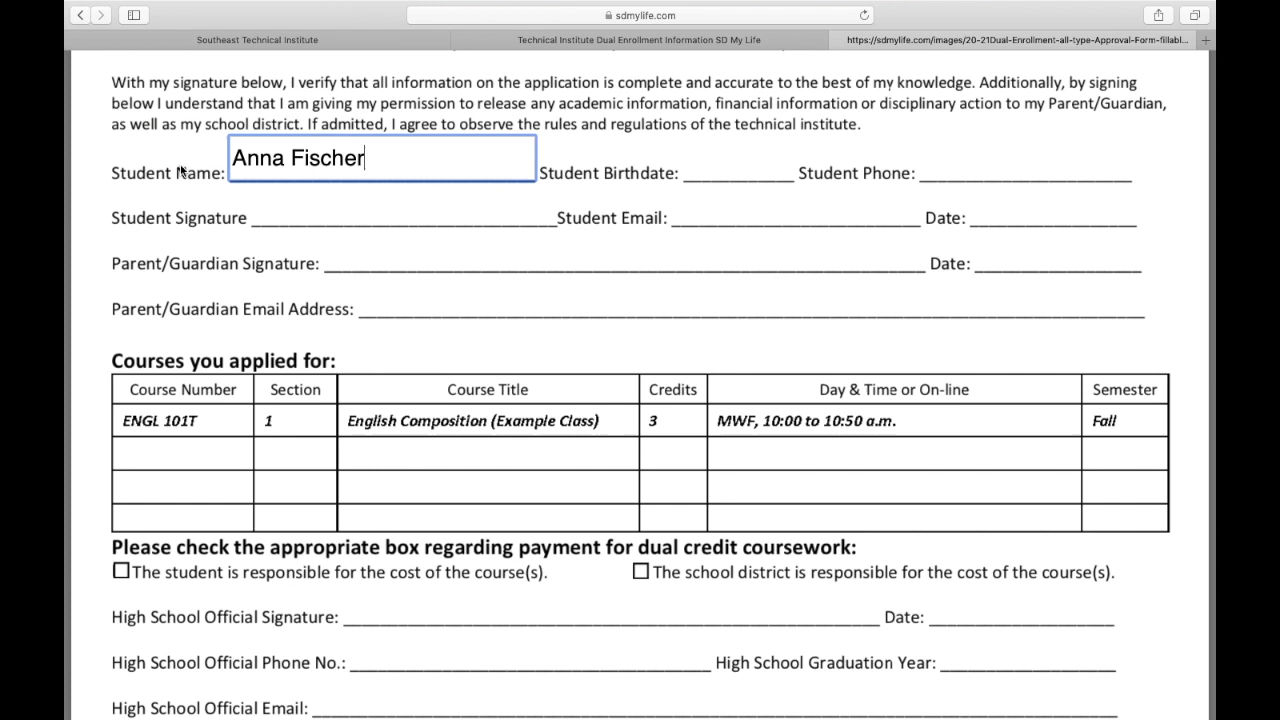 sdmylife.com
Southeast Technical Institute
Technical Institute Dual Enrollment Information SD My Life
https://sdmylife.com/images/20-21Dual-Enrollment-all-type-Approval-Form-fillabl...
With my signature below, I verify that all information on the application is complete and accurate to the best of my knowledge. Additionally, by signing
below I understand that I am giving my permission to release any academic information, financial information or disciplinary action to my Parent/Guardian,
as well as my school district. If admitted, I agree to observe the rules and regulations of the technical institute.
Student Name: Anna Fischer Student Birthdate: ____________ Student Phone: _______________________
Student Signature _________________________________Student Email: ___________________________ Date: __________________
Parent/Guardian Signature: _________________________________________________________________ Date: __________________
Parent/Guardian Email Address: _____________________________________________________________________________________
Courses you applied for:
Course Number Section Course Title Credits Day & Time or On-line Semester
ENGL 101T 1 English Composition (Example Class) 3 MWF, 10:00 to 10:50 a.m. Fall
Please check the appropriate box regarding payment for dual credit coursework:
☐The student is responsible for the cost of the course(s). ☐The school district is responsible for the cost of the course(s).
High School Official Signature: __________________________________________________________ Date: ____________________
High School Official Phone No.: _______________________________________ High School Graduation Year: ___________________
High School Official Email: _______________________________________________________________________________________